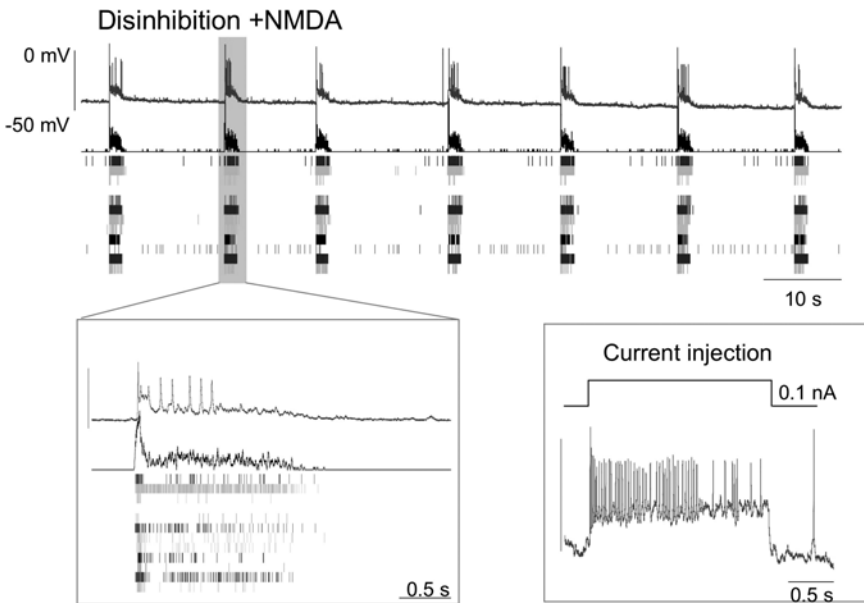 Disinhibition +NMDA
0 mV
-50 mV
10 s
Current injection
0.1 nA
0.5 s
0.5 s